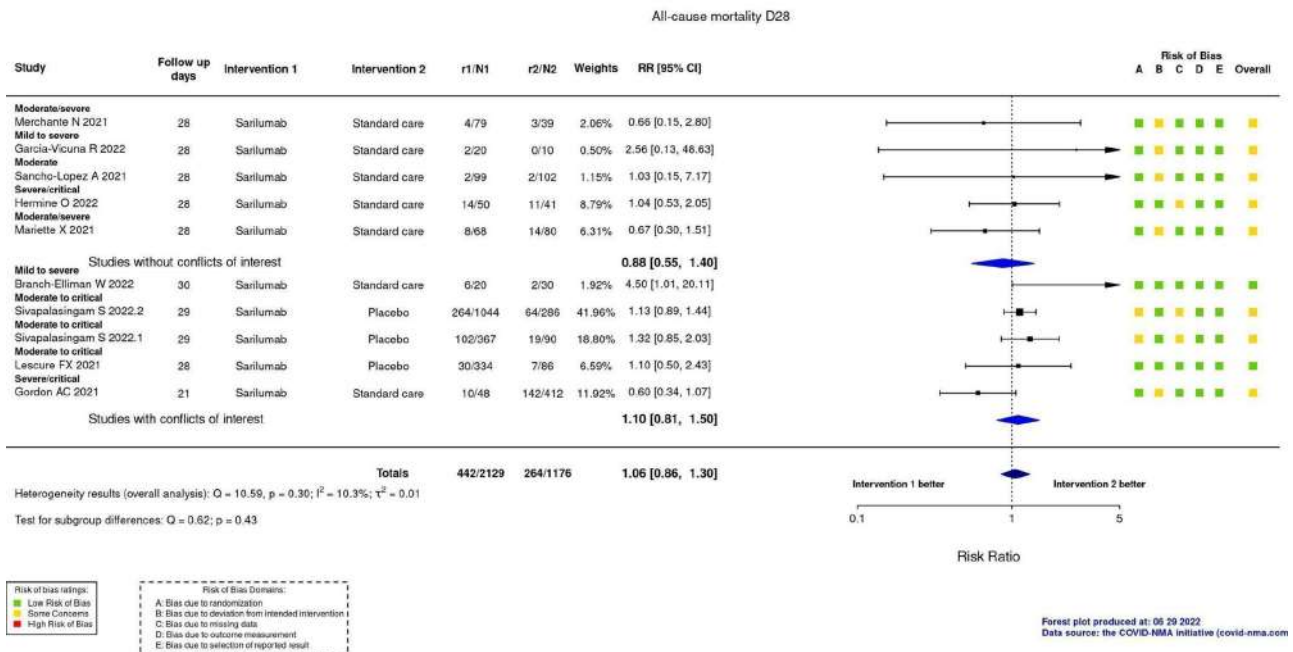 All-cause mortality D28
Risk of Bias
Study Follow up days Intervention 1 Intervention 2 r1/N1 r2/N2 Weights RR [95% CI] A B C D E Overall
Moderate/severe
Merchante N 2021 28 Sarilumab Standard care 4/79 3/39 2.06% 0.66 [0.15, 2.80]
Mild to severe
Garcia-Vicuna R 2022 28 Sarilumab Standard care 2/20 0/10 0.50% 2.56 [0.13, 48.63]
Moderate
Sancho-Lopez A 2021 28 Sarilumab Standard care 2/99 2/102 1.15% 1.03 [0.15, 7.17]
Severe/critical
Hermine O 2022 28 Sarilumab Standard care 14/50 11/41 8.79% 1.04 [0.53, 2.05]
Moderate/severe
Mariette X 2021 28 Sarilumab Standard care 8/68 14/80 6.31% 0.67 [0.30, 1.51]
Studies without conflicts of interest 0.88 [0.55, 1.40]
Mild to severe
Branch-Elliman W 2022 30 Sarilumab Standard care 6/20 2/30 1.92% 4.50 [1.01, 20.11]
Moderate to critical
Sivapalasingam S 2022.2 29 Sarilumab Placebo 264/1044 64/286 41.96% 1.13 [0.89, 1.44]
Moderate to critical
Sivapalasingam S 2022.1 29 Sarilumab Placebo 102/367 19/90 18.80% 1.32 [0.85, 2.03]
Moderate to critical
Lescure FX 2021 28 Sarilumab Placebo 30/334 7/86 6.59% 1.10 [0.50, 2.43]
Severe/critical
Gordon AC 2021 21 Sarilumab Standard care 10/48 142/412 11.92% 0.60 [0.34, 1.07]
Studies with conflicts of interest 1.10 [0.81, 1.50]
Totals 442/2129 264/1176 1.06 [0.86, 1.30]
Intervention 1 better Intervention 2 better
Heterogeneity results (overall analysis): Q = 10.59, p = 0.30; I² = 10.3%; τ² = 0.01
Test for subgroup differences: Q = 0.62; p = 0.43
0.1 1 5
Risk Ratio
Risk of bias ratings:
Low Risk of Bias
Some Concerns
High Risk of Bias
Risk of Bias Domains:
A: Bias due to randomization
B: Bias due to deviation from intended intervention
C: Bias due to missing data
D: Bias due to outcome measurement
E: Bias due to selection of reported result
Forest plot produced at: 06 29 2022
Data source: the COVID-NMA initiative (covid-nma.com